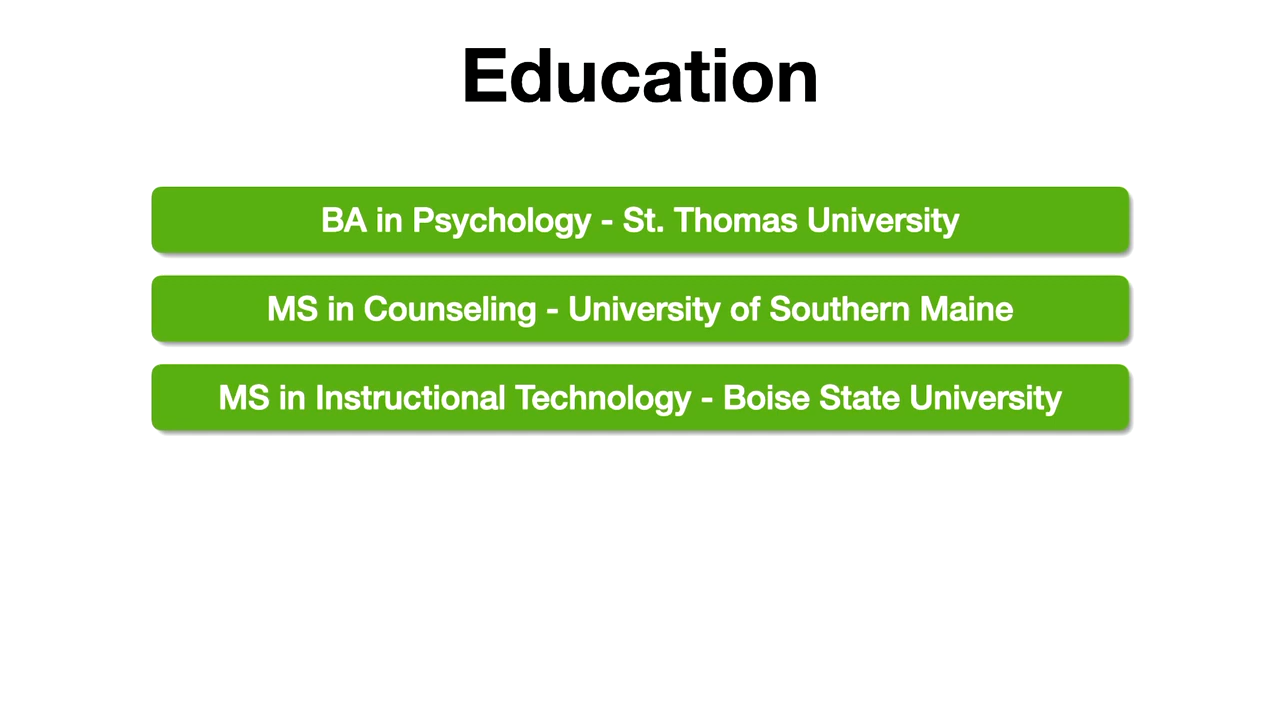 Education
BA in Psychology - St. Thomas University
MS in Counseling - University of Southern Maine
MS in Instructional Technology - Boise State University